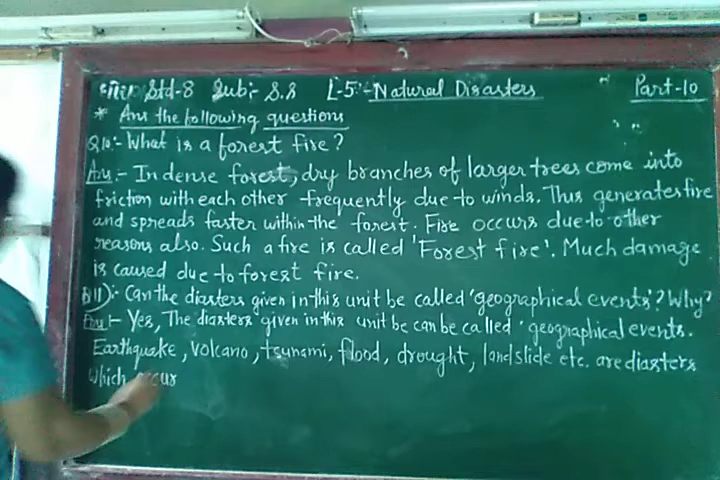 Std-8 Sub:- S.S L-5:- Natural Disasters Part-10
* Ans the following questions
Q10:- What is a forest fire?
Ans:- In dense forest, dry branches of larger trees come into
friction with each other frequently due to winds. This generates fire
and spreads faster within the forest. Fire occurs due to other
reasons also. Such a fire is called 'Forest fire'. Much damage
is caused due to forest fire.
Q11):- Can the diasters given in this unit be called 'geographical events'? Why?
Ans:- Yes, The diasters given in this unit be can be called 'geographical events.
Earthquake, volcano, tsunami, flood, drought, landslide etc. are diasters
which occur